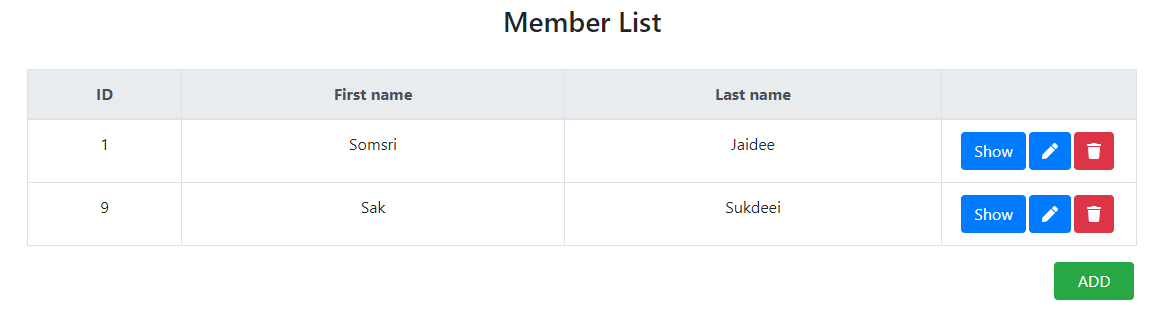 Member List
ID First name Last name
1 Somsri Jaidee Show
9 Sak Sukdeei Show
ADD